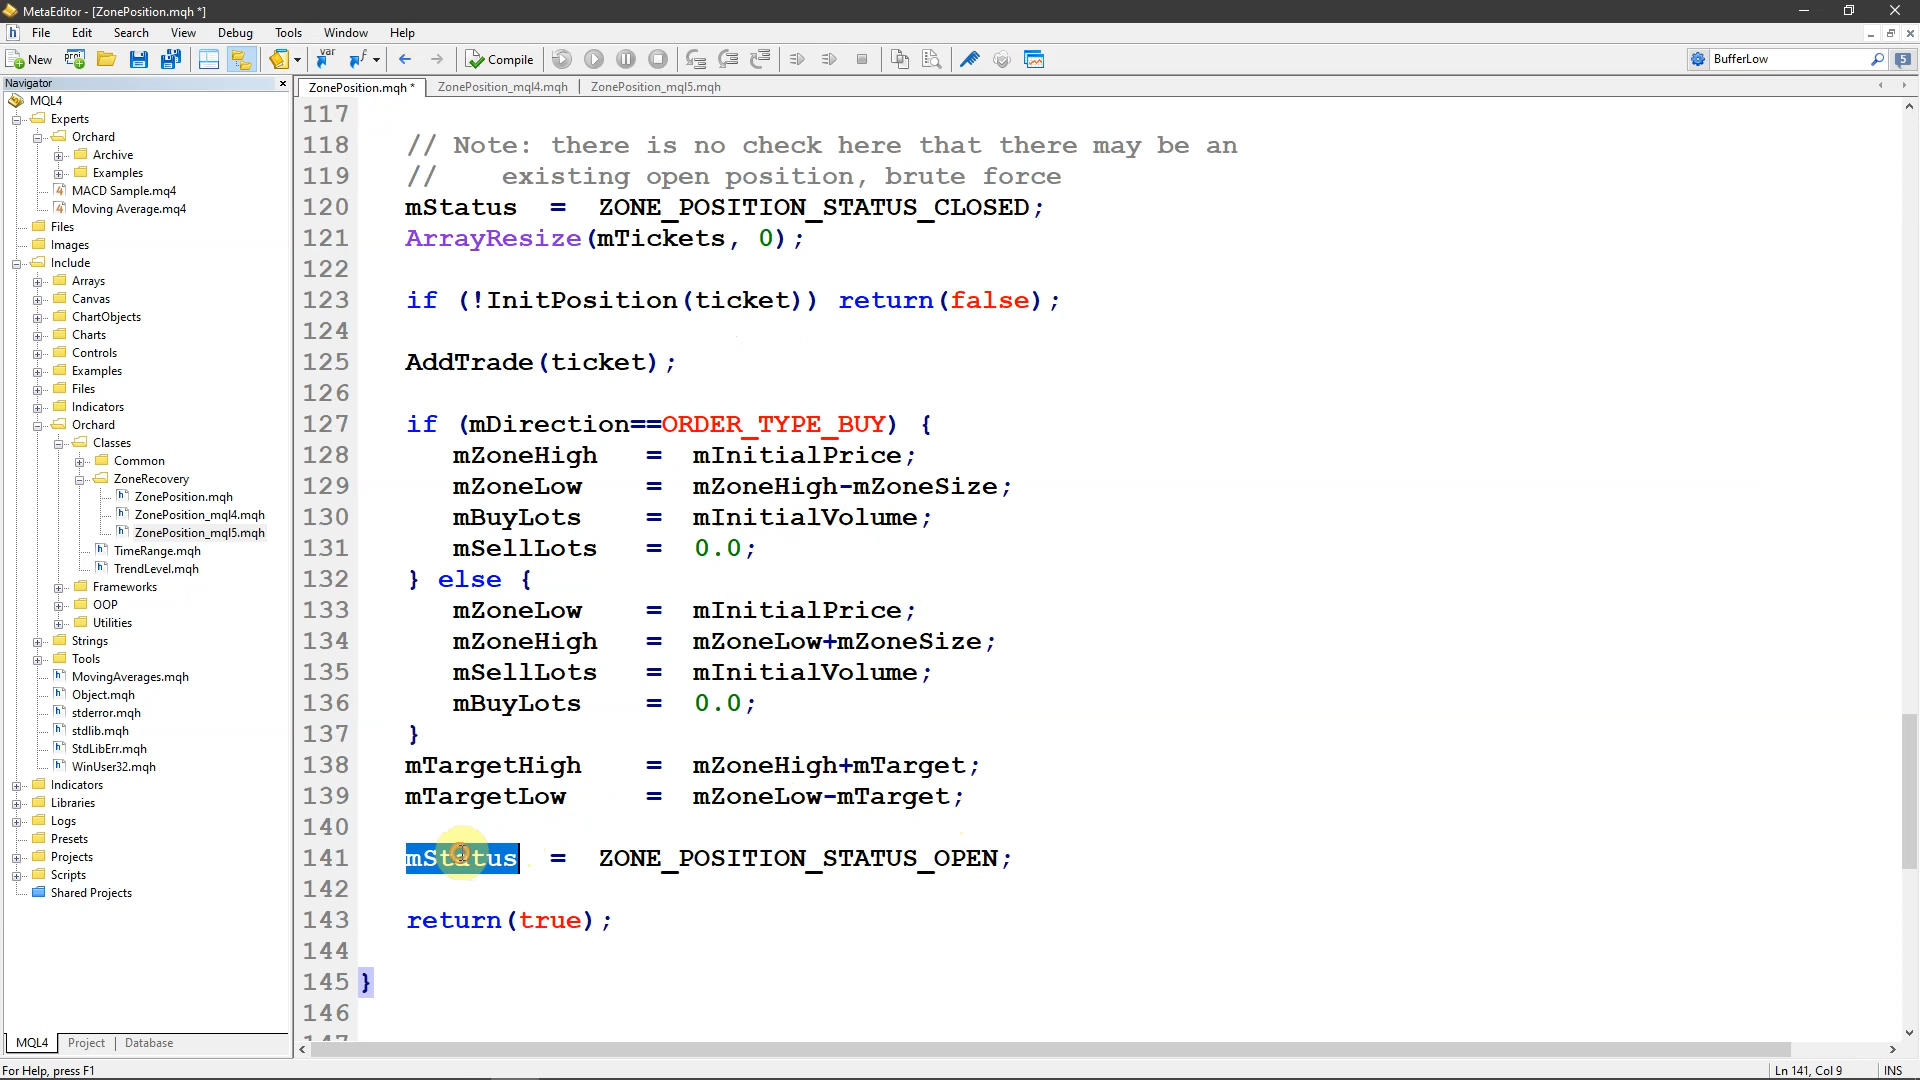 MetaEditor - [ZonePosition.mqh *]
File Edit Search View Debug Tools Window Help
New Compile BufferLow 5
Navigator
ZonePosition.mqh * ZonePosition_mql4.mqh ZonePosition_mql5.mqh
MQL4
Experts
Orchard
Archive
Examples
MACD Sample.mq4
Moving Average.mq4
Files
Images
Include
Arrays
Canvas
ChartObjects
Charts
Controls
Examples
Files
Indicators
Orchard
Classes
Common
ZoneRecovery
ZonePosition.mqh
ZonePosition_mql4.mqh
ZonePosition_mql5.mqh
TimeRange.mqh
TrendLevel.mqh
Frameworks
OOP
Utilities
Strings
Tools
MovingAverages.mqh
Object.mqh
stderror.mqh
stdlib.mqh
StdLibErr.mqh
WinUser32.mqh
Indicators
Libraries
Logs
Presets
Projects
Scripts
Shared Projects
MQL4 Project Database
117
118 // Note: there is no check here that there may be an
119 // existing open position, brute force
120 mStatus = ZONE_POSITION_STATUS_CLOSED;
121 ArrayResize(mTickets, 0);
122
123 if (!InitPosition(ticket)) return(false);
124
125 AddTrade(ticket);
126
127 if (mDirection==ORDER_TYPE_BUY) {
128 mZoneHigh = mInitialPrice;
129 mZoneLow = mZoneHigh-mZoneSize;
130 mBuyLots = mInitialVolume;
131 mSellLots = 0.0;
132 } else {
133 mZoneLow = mInitialPrice;
134 mZoneHigh = mZoneLow+mZoneSize;
135 mSellLots = mInitialVolume;
136 mBuyLots = 0.0;
137 }
138 mTargetHigh = mZoneHigh+mTarget;
139 mTargetLow = mZoneLow-mTarget;
140
141 mStatus = ZONE_POSITION_STATUS_OPEN;
142
143 return(true);
144
145 }
146
For Help, press F1 Ln 141, Col 9 INS